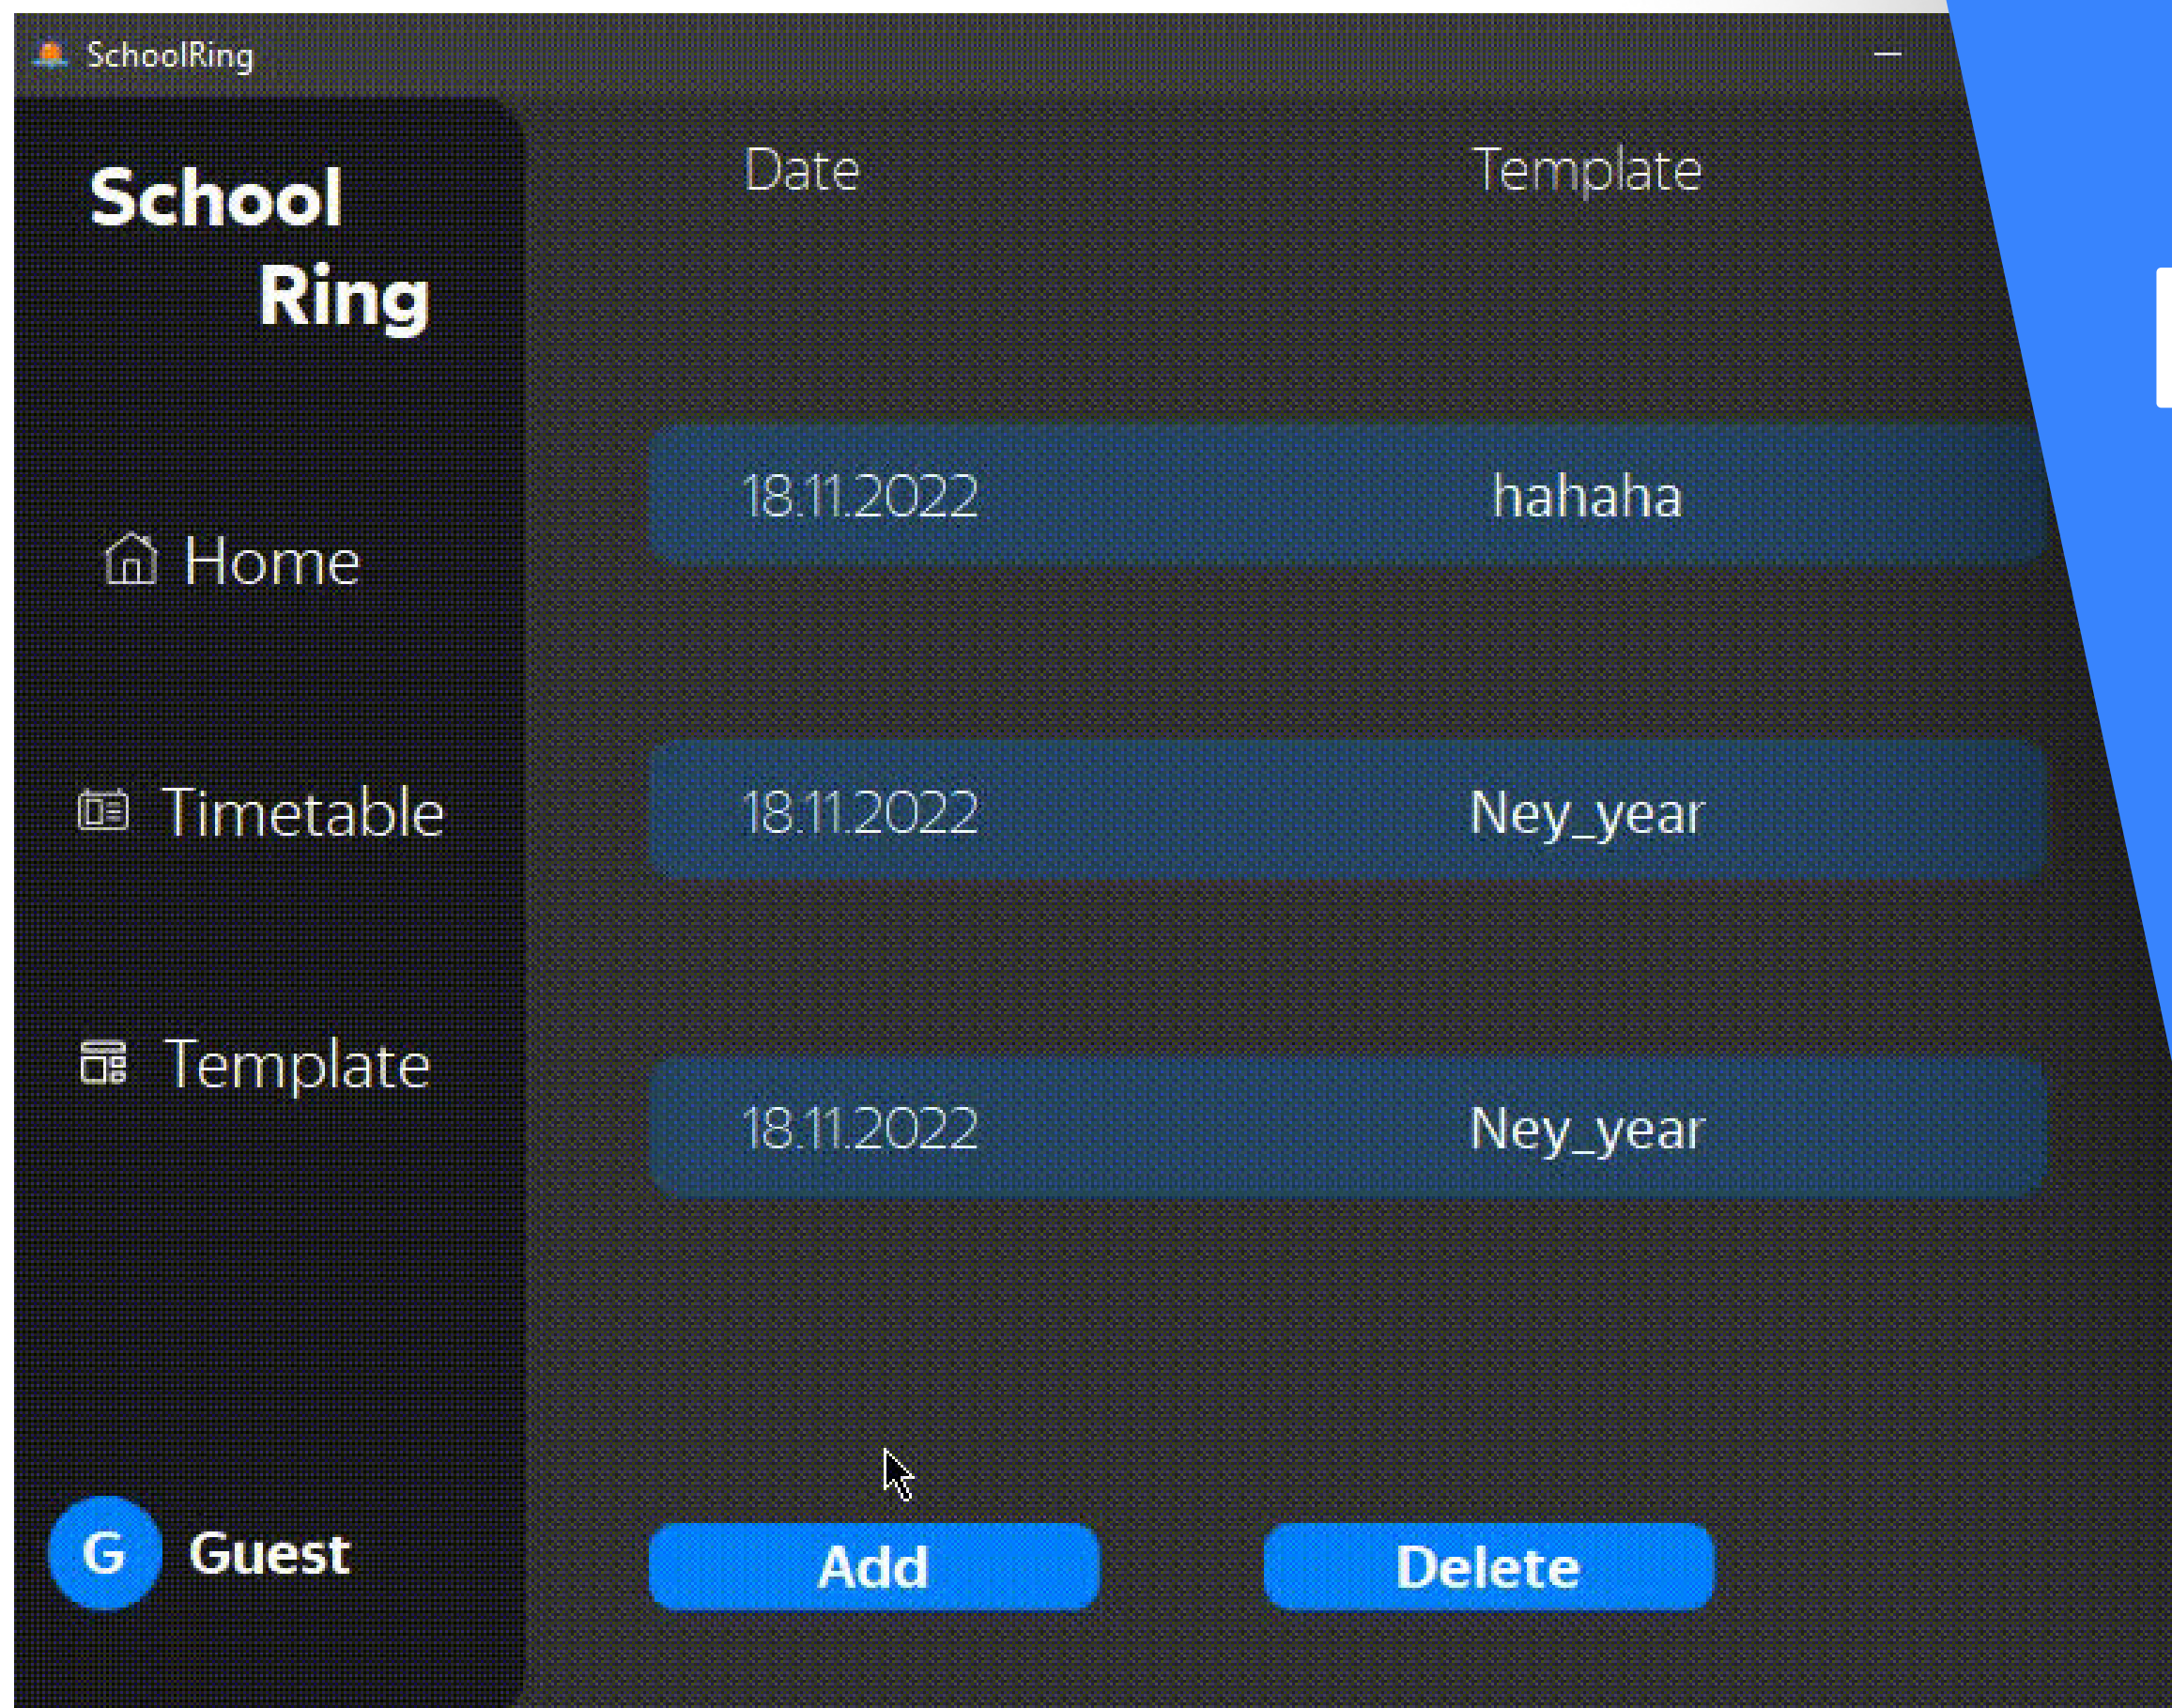 SchoolRing
School
Ring
Home
Timetable
Template
G Guest
Date Template
18.11.2022 hahaha
18.11.2022 Ney_year
18.11.2022 Ney_year
Add Delete